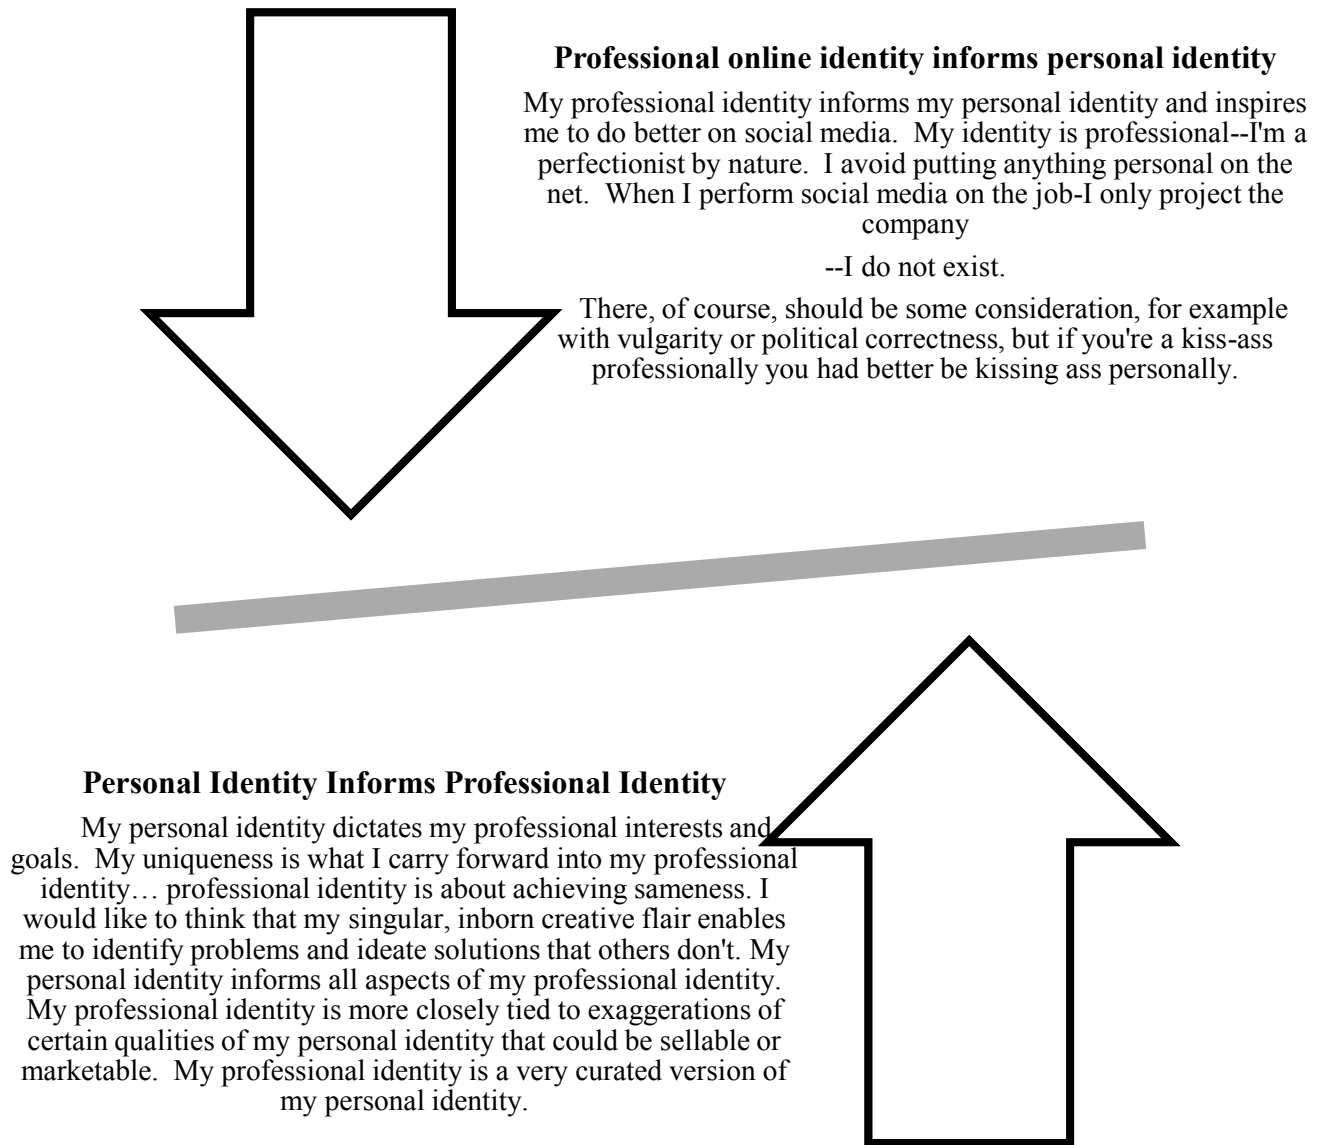 Professional online identity informs personal identity
My professional identity informs my personal identity and inspires
me to do better on social media.  My identity is professional--I'm a
perfectionist by nature.  I avoid putting anything personal on the
net.  When I perform social media on the job-I only project the
company
--I do not exist.
There, of course, should be some consideration, for example
with vulgarity or political correctness, but if you're a kiss-ass
professionally you had better be kissing ass personally.
Personal Identity Informs Professional Identity
My personal identity dictates my professional interests and
goals.  My uniqueness is what I carry forward into my professional
identity… professional identity is about achieving sameness. I
would like to think that my singular, inborn creative flair enables
me to identify problems and ideate solutions that others don't. My
personal identity informs all aspects of my professional identity.
My professional identity is more closely tied to exaggerations of
certain qualities of my personal identity that could be sellable or
marketable.  My professional identity is a very curated version of
my personal identity.